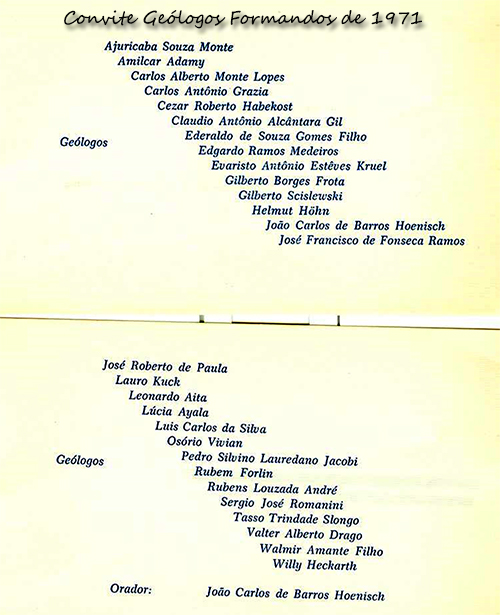 Convite Geólogos Formandos de 1971
Ajuricaba Souza Monte
Amilcar Adamy
Carlos Alberto Monte Lopes
Carlos Antônio Grazia
Cezar Roberto Habekost
Claudio Antônio Alcântara Gil
Geólogos
Ederaldo de Souza Gomes Filho
Edgardo Ramos Medeiros
Evaristo Antônio Estêves Kruel
Gilberto Borges Frota
Gilberto Scislewski
Helmut Höhn
João Carlos de Barros Hoenisch
José Francisco de Fonseca Ramos
José Roberto de Paula
Lauro Kuck
Leonardo Aita
Lúcia Ayala
Luis Carlos da Silva
Osório Vivian
Geólogos
Pedro Silvino Lauredano Jacobi
Rubem Forlin
Rubens Louzada André
Sergio José Romanini
Tasso Trindade Slongo
Valter Alberto Drago
Walmir Amante Filho
Willy Heckarth
Orador: João Carlos de Barros Hoenisch